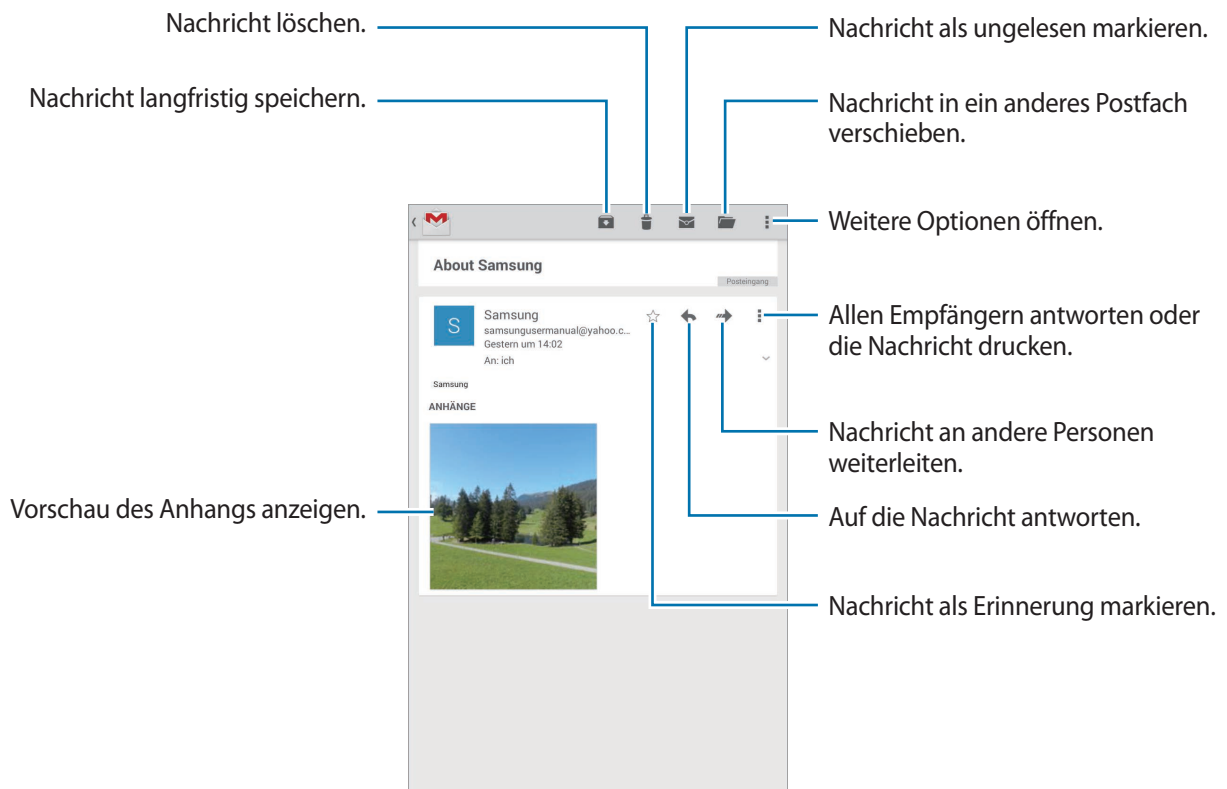 Nachricht löschen.
Nachricht langfristig speichern.
Nachricht als ungelesen markieren.
Nachricht in ein anderes Postfach
verschieben.
Weitere Optionen öffnen.
About Samsung
Posteingang
S
Samsung
samsungusermanual@yahoo.c...
Gestern um 14:02
An: ich
Samsung
ANHÄNGE
Allen Empfängern antworten oder
die Nachricht drucken.
Nachricht an andere Personen
weiterleiten.
Vorschau des Anhangs anzeigen.
Auf die Nachricht antworten.
Nachricht als Erinnerung markieren.